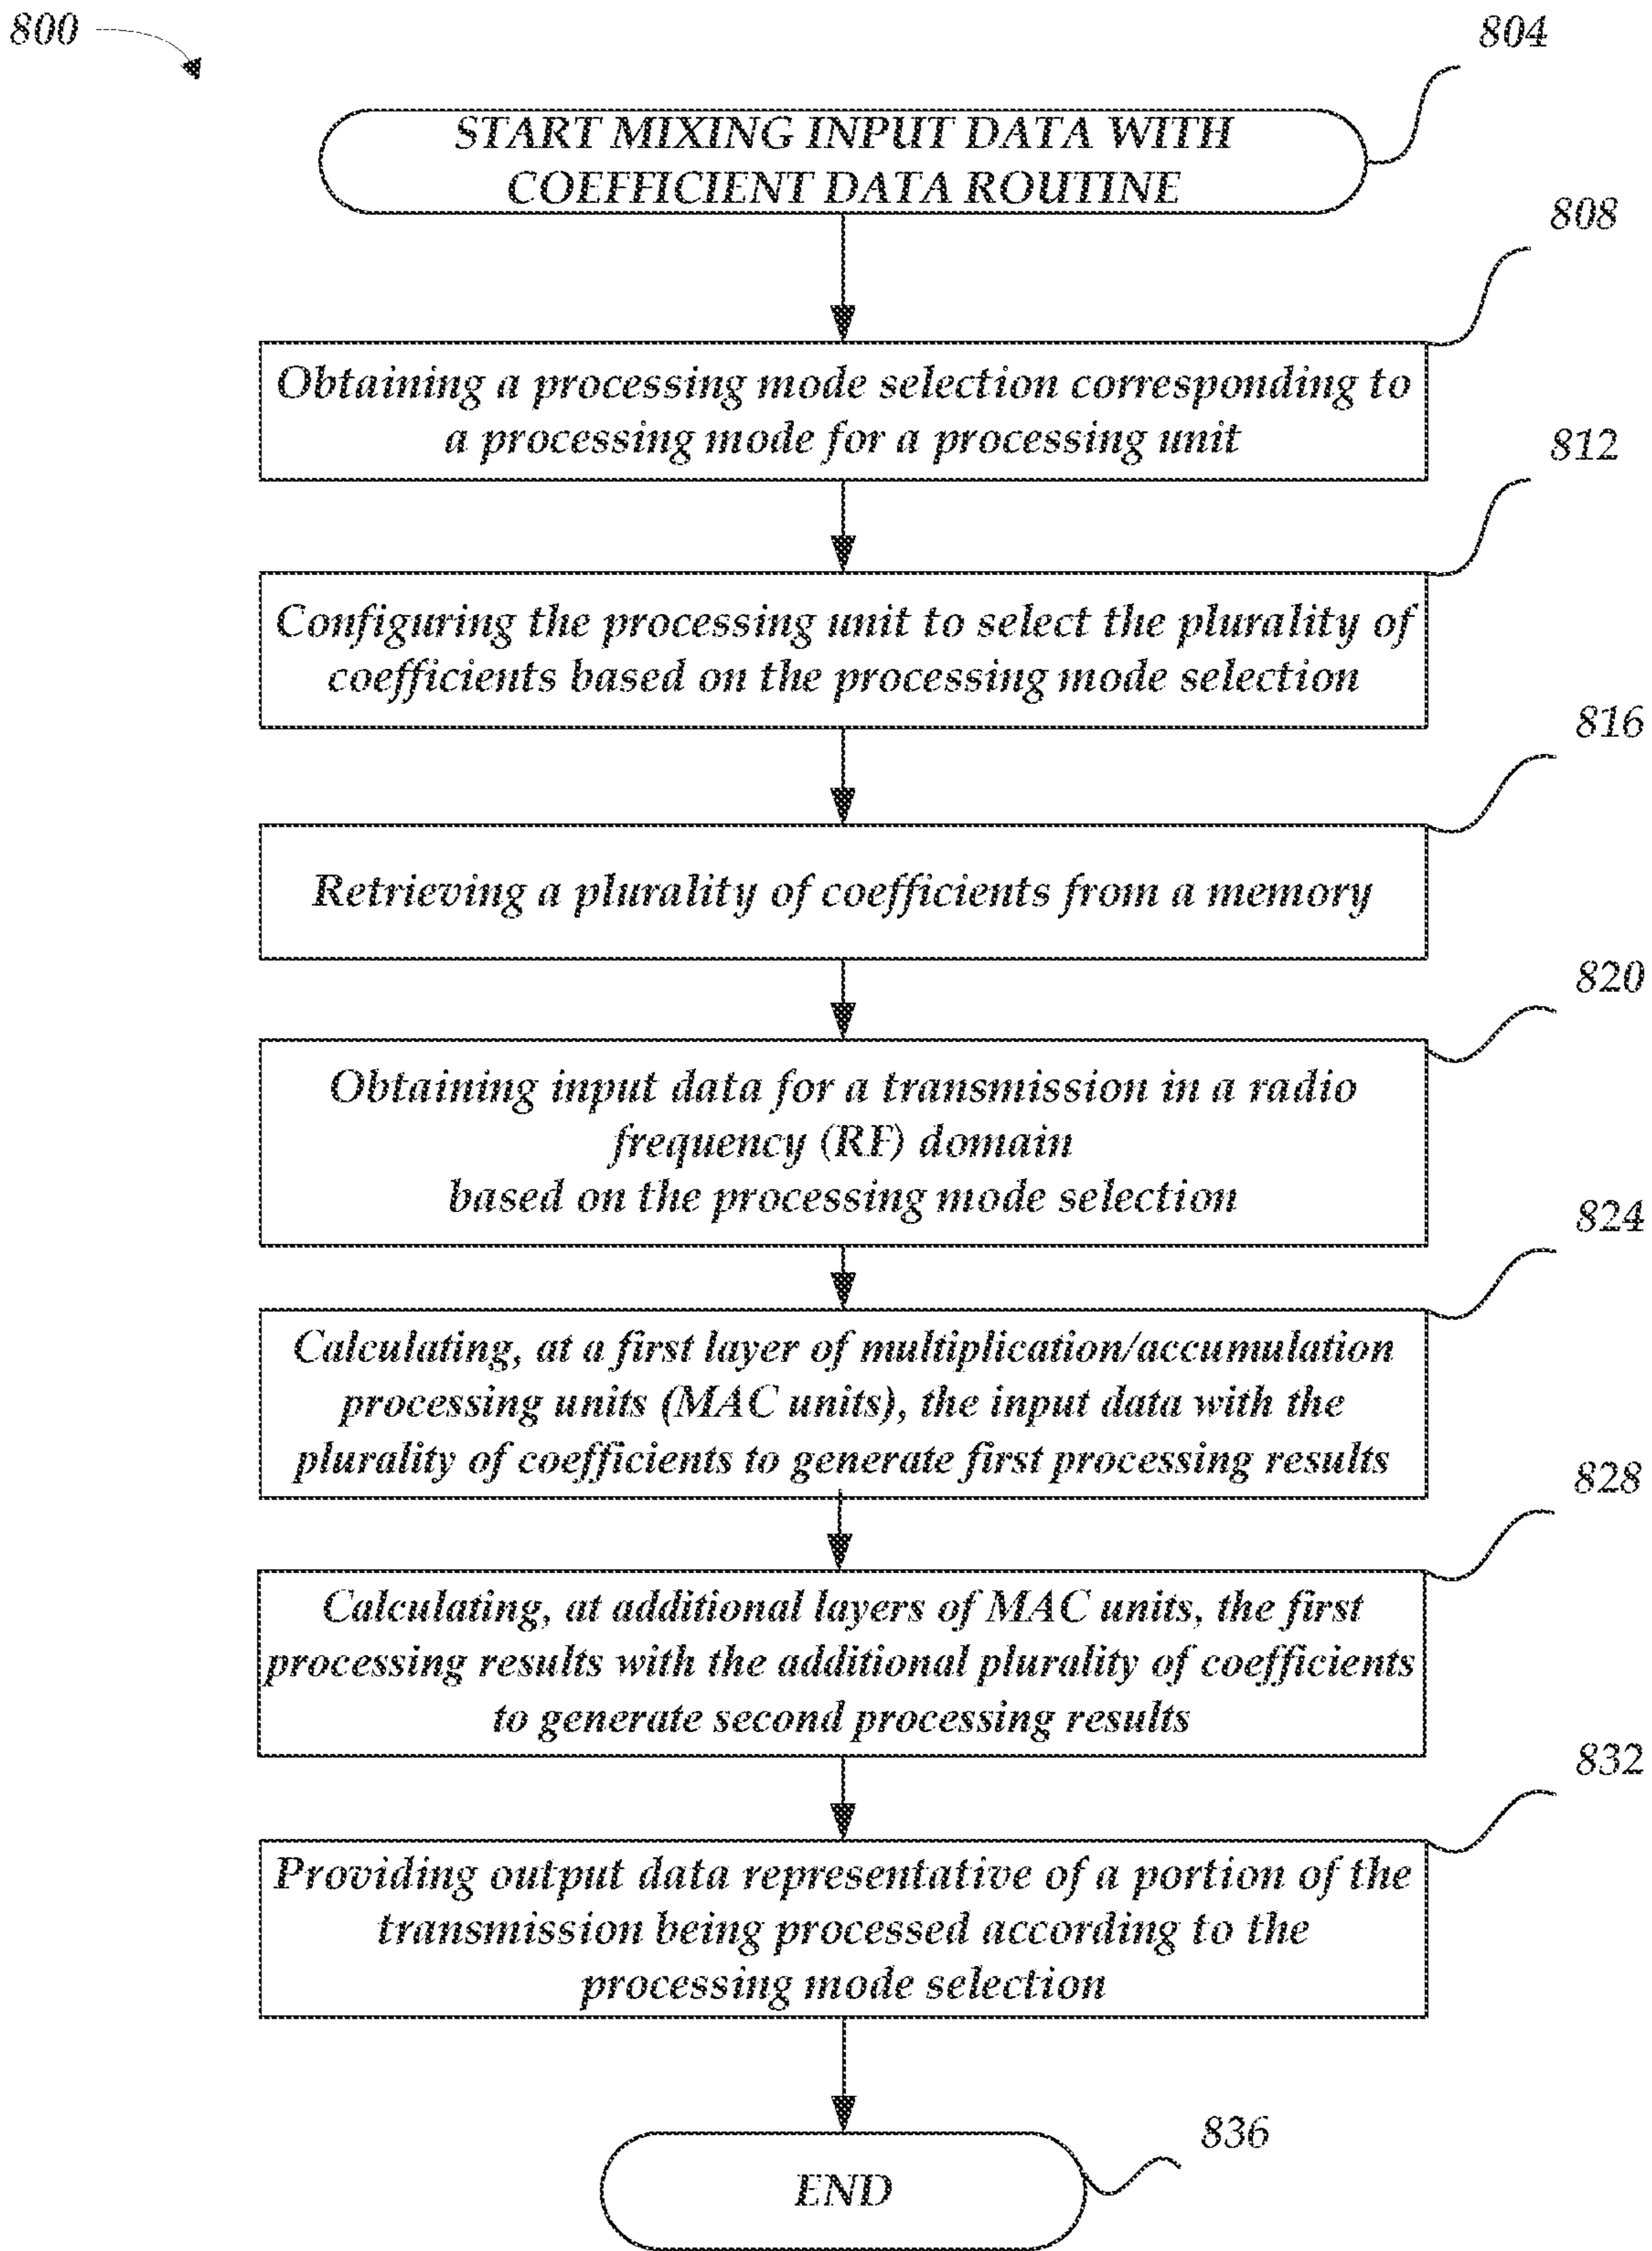 800
804
START MIXING INPUT DATA WITH
COEFFICIENT DATA ROUTINE
808
Obtaining a processing mode selection corresponding to
a processing mode for a processing unit
812
Configuring the processing unit to select the plurality of
coefficients based on the processing mode selection
816
Retrieving a plurality of coefficients from a memory
820
Obtaining input data for a transmission in a radio
frequency (RF) domain
based on the processing mode selection
824
Calculating, at a first layer of multiplication/accumulation
processing units (MAC units), the input data with the
plurality of coefficients to generate first processing results
828
Calculating, at additional layers of MAC units, the first
processing results with the additional plurality of coefficients
to generate second processing results
832
Providing output data representative of a portion of the
transmission being processed according to the
processing mode selection
836
END